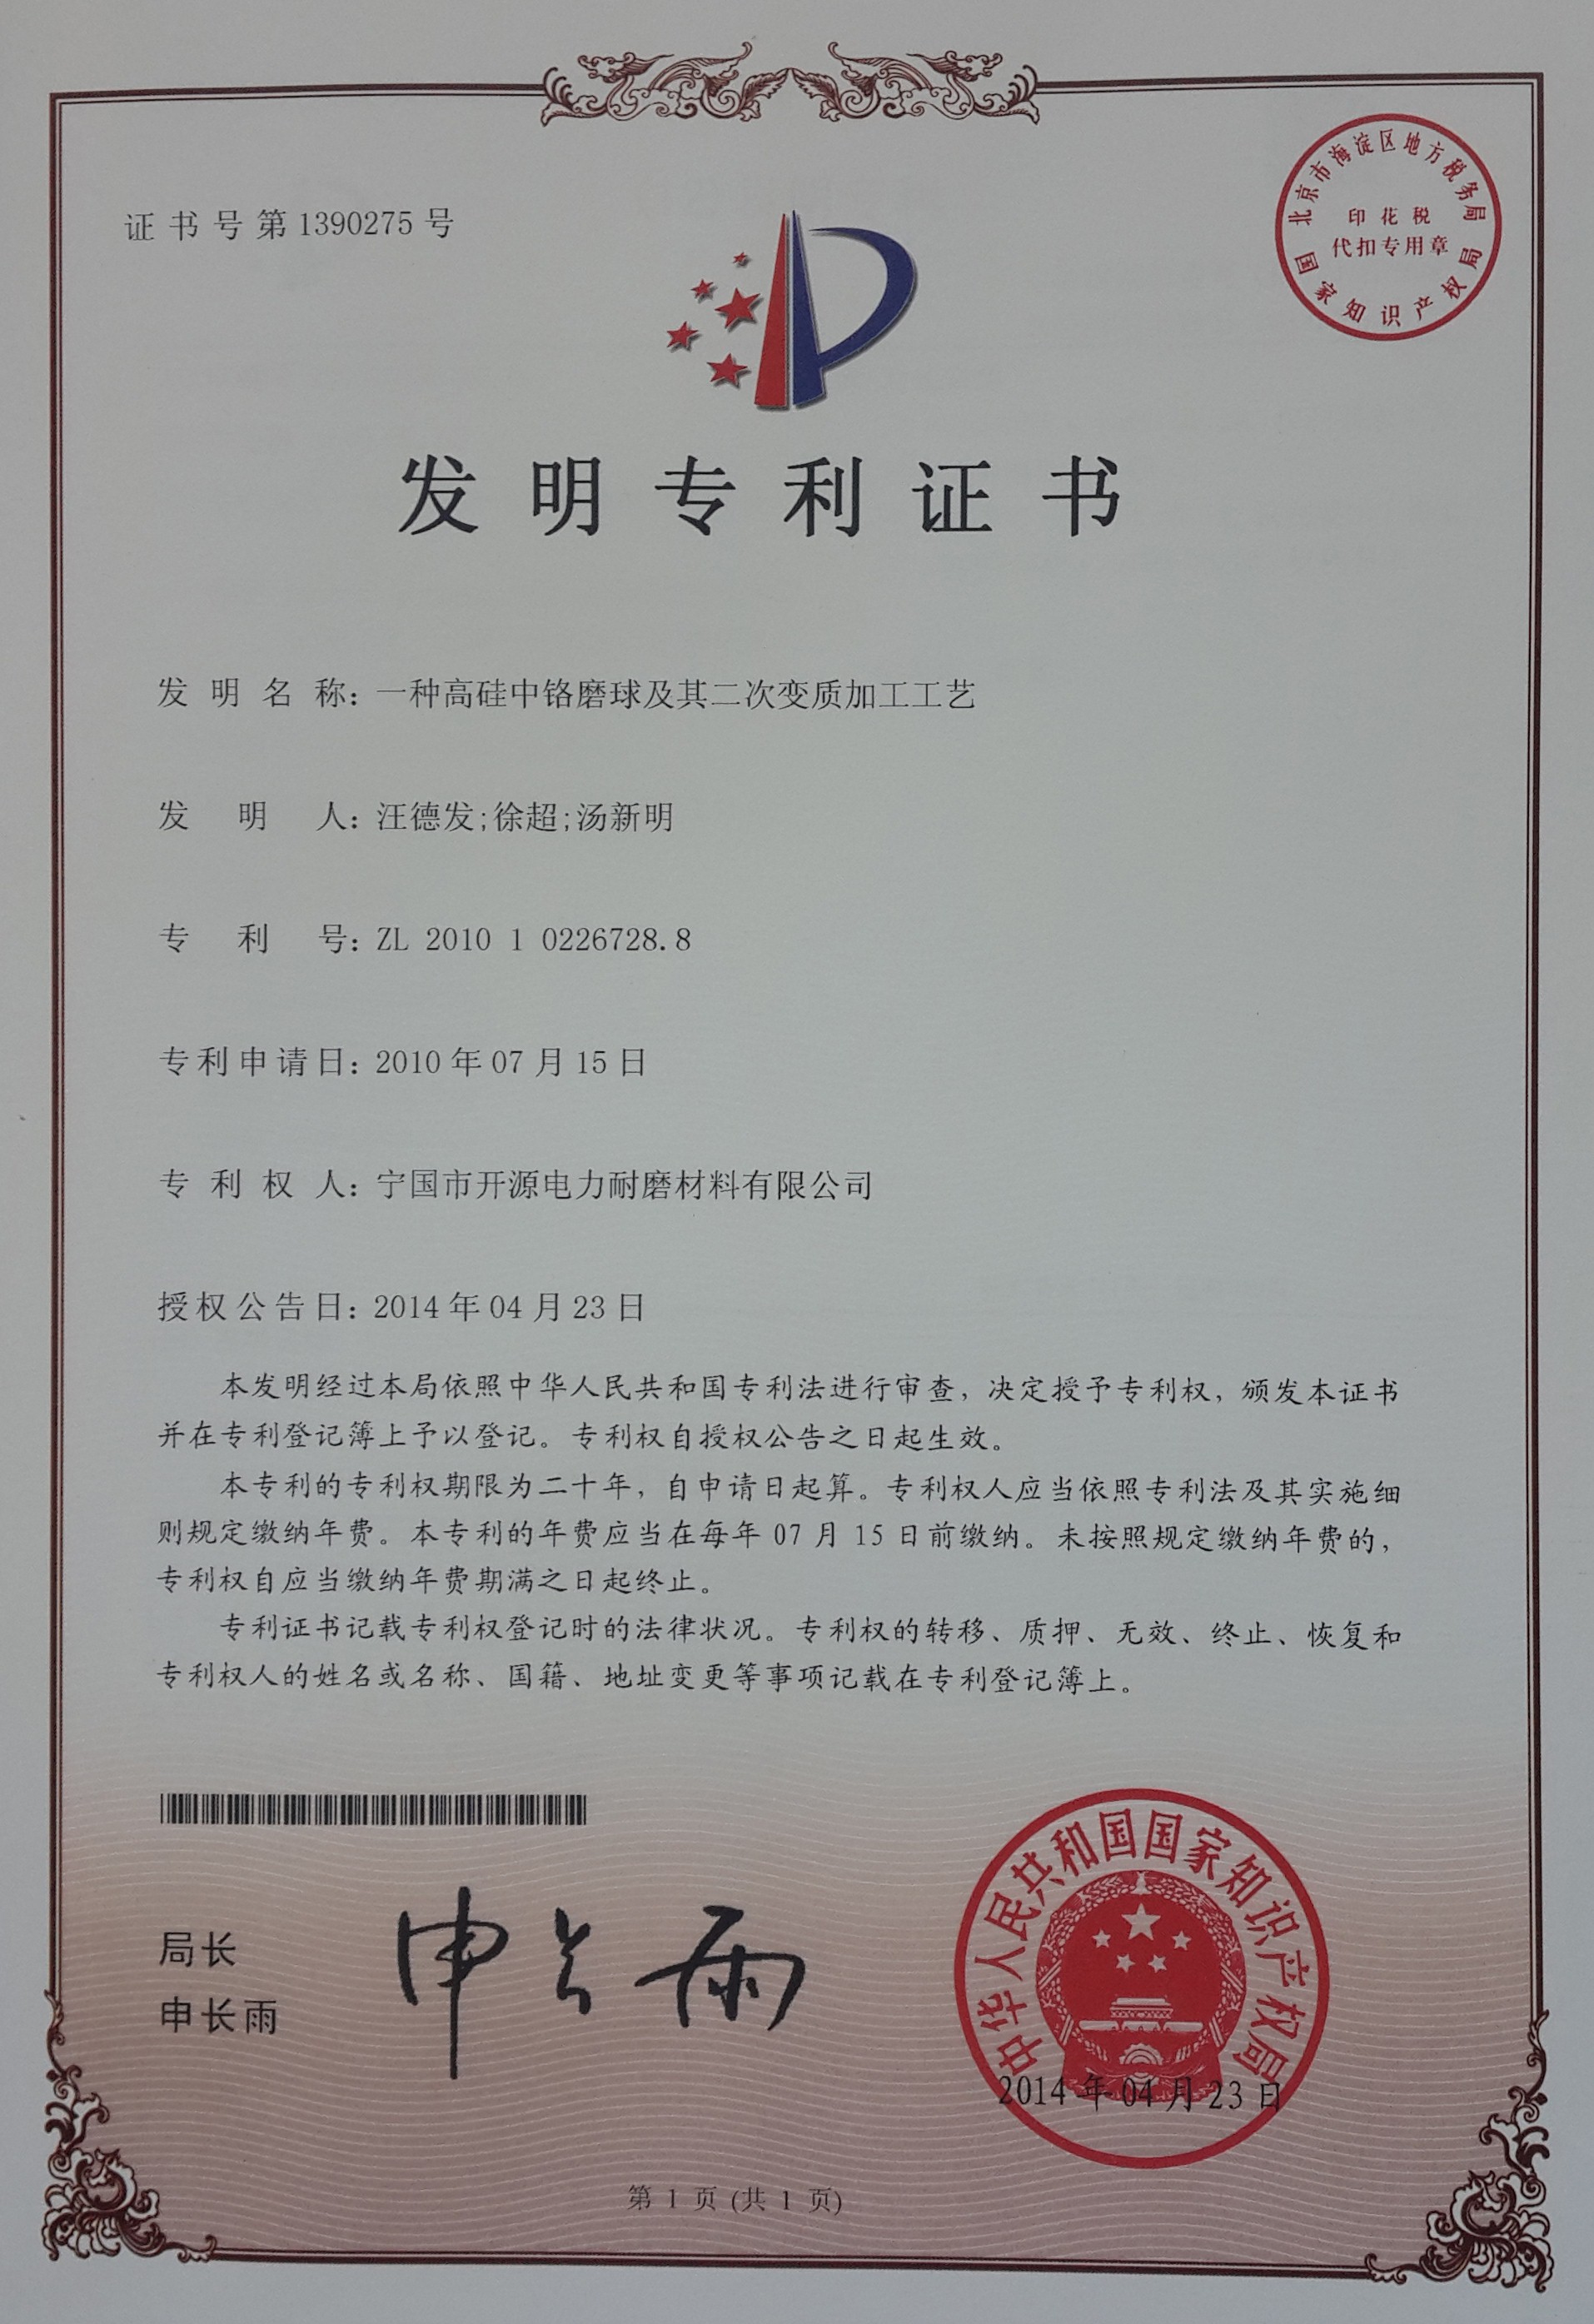 证书号第1390275号
北京市海淀区地方税务局
印花税
代扣专用章
国家知识产权局
发明专利证书
发明名称：一种高硅中铬磨球及其二次变质加工工艺
发明人：汪德发;徐超;汤新明
专利号：ZL 2010 1 0226728.8
专利申请日：2010年07月15日
专利权人：宁国市开源电力耐磨材料有限公司
授权公告日：2014年04月23日
本发明经过本局依照中华人民共和国专利法进行审查，决定授予专利权，颁发本证书
并在专利登记簿上予以登记。专利权自授权公告之日起生效。
本专利的专利权期限为二十年，自申请日起算。专利权人应当依照专利法及其实施细
则规定缴纳年费。本专利的年费应当在每年07月15日前缴纳。未按照规定缴纳年费的，
专利权自应当缴纳年费期满之日起终止。
专利证书记载专利权登记时的法律状况。专利权的转移、质押、无效、终止、恢复和
专利权人的姓名或名称、国籍、地址变更等事项记载在专利登记簿上。
局长
申长雨
申长雨
中华人民共和国国家知识产权局
2014年04月23日
第1页(共1页)